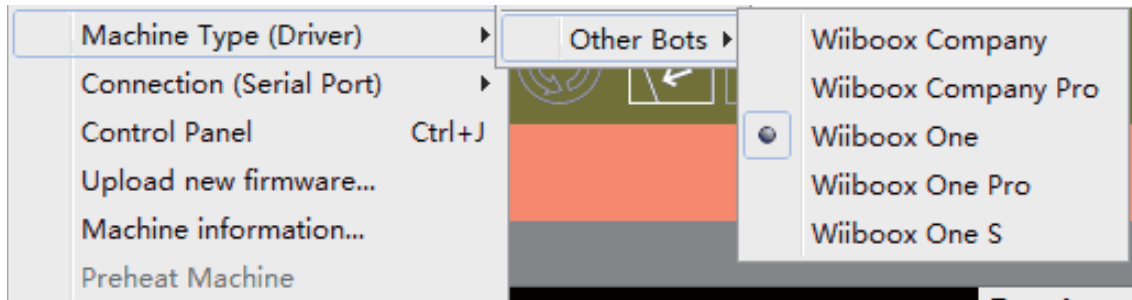 Machine Type (Driver)
Connection (Serial Port)
Control Panel Ctrl+J
Upload new firmware...
Machine information...
Preheat Machine
Other Bots
Wiiboox Company
Wiiboox Company Pro
Wiiboox One
Wiiboox One Pro
Wiiboox One S